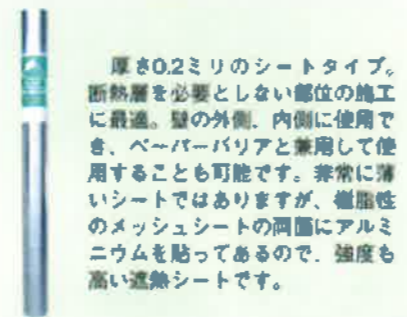 厚さ0.2ミリのシートタイプ。
断熱層を必要としない部位の施工
に最適。壁の外側、内側に使用で
き、ベーパーバリアと兼用して使
用することも可能です。非常に薄
いシートではありますが、樹脂性
のメッシュシートの両面にアルミ
ニウムを貼ってあるので、強度も
高い遮熱シートです。